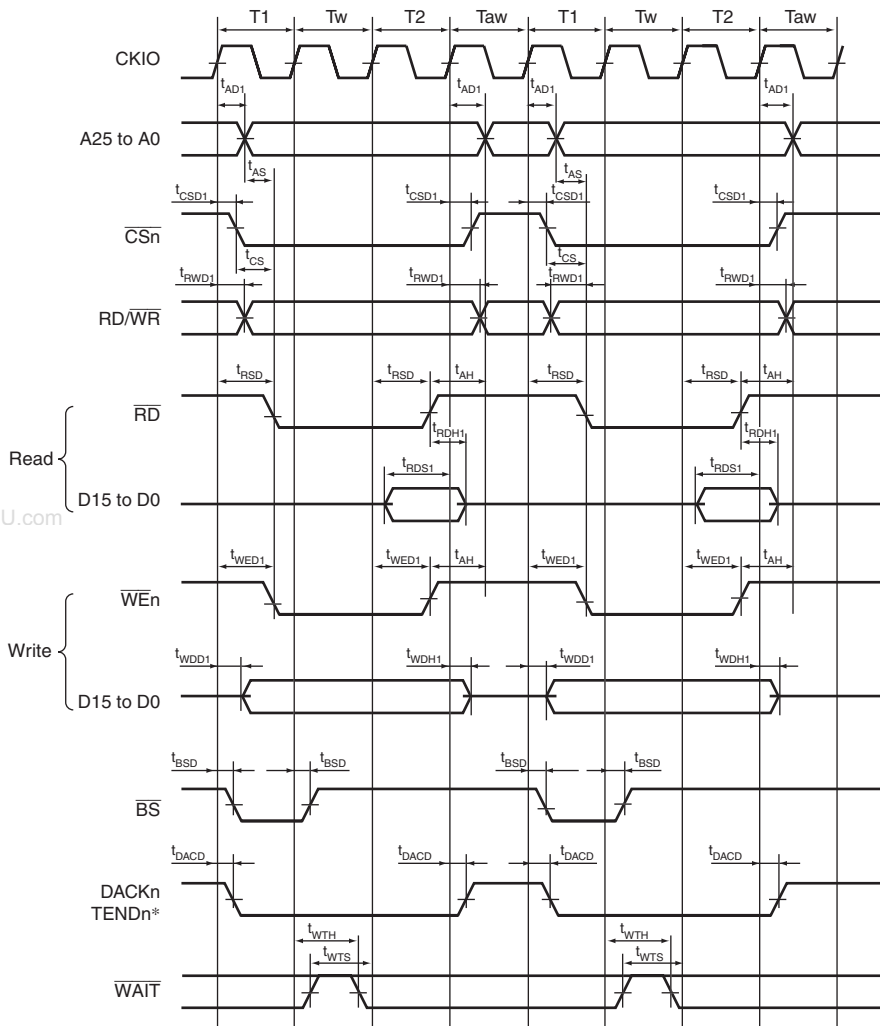 T1 Tw T2 Taw T1 Tw T2 Taw
CKIO
tAD1 tAD1 tAD1 tAD1
A25 to A0
tAS tAS
tCSD1 tCSD1 tCSD1 tCSD1
CSn
tCS tCS
tRWD1 tRWD1 tRWD1 tRWD1
RD/WR
tRSD tRSD tAH tRSD tRSD tAH
RD
tRDH1 tRDH1
Read
tRDS1 tRDS1
D15 to D0
U.com
tWED1 tWED1 tAH tWED1 tWED1 tAH
WEn
Write
tWDD1 tWDH1 tWDD1 tWDH1
D15 to D0
tBSD tBSD tBSD tBSD
BS
tDACD tDACD tDACD tDACD
DACKn
TENDn*
tWTH tWTH
tWTS tWTS
WAIT